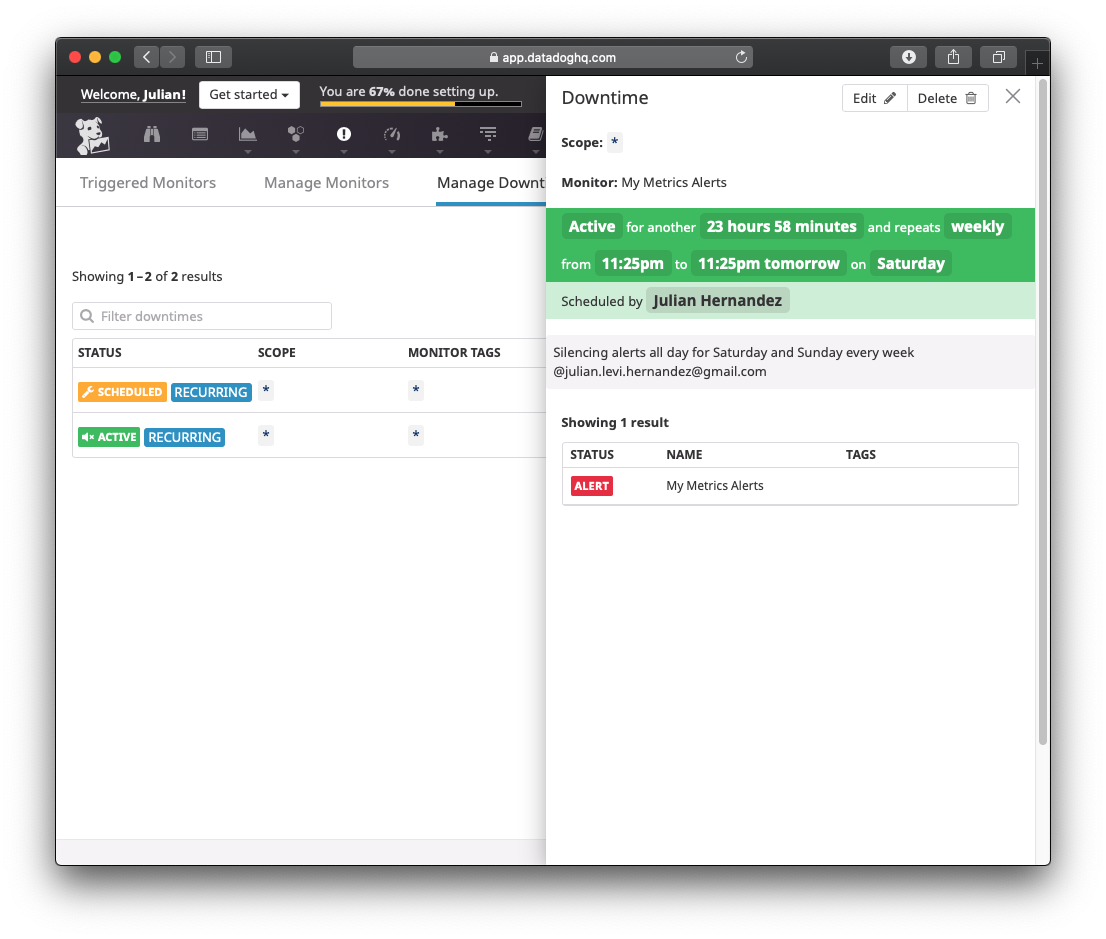 app.datadoghq.com
Welcome, Julian!
Get started
You are 67% done setting up.
Triggered Monitors
Manage Monitors
Manage Downt
Showing 1–2 of 2 results
Filter downtimes
STATUS SCOPE MONITOR TAGS
SCHEDULED RECURRING * *
ACTIVE RECURRING * *
Downtime
Edit
Delete
Scope: *
Monitor: My Metrics Alerts
Active for another 23 hours 58 minutes and repeats weekly
from 11:25pm to 11:25pm tomorrow on Saturday
Scheduled by Julian Hernandez
Silencing alerts all day for Saturday and Sunday every week
@julian.levi.hernandez@gmail.com
Showing 1 result
STATUS NAME TAGS
ALERT My Metrics Alerts